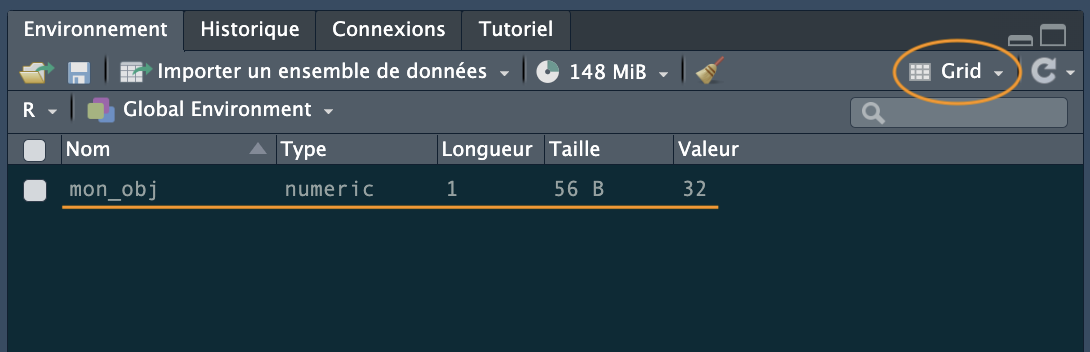 Environnement Historique Connexions Tutoriel
Importer un ensemble de données 148 MiB Grid
R Global Environment
Nom Type Longueur Taille Valeur
mon_obj numeric 1 56 B 32